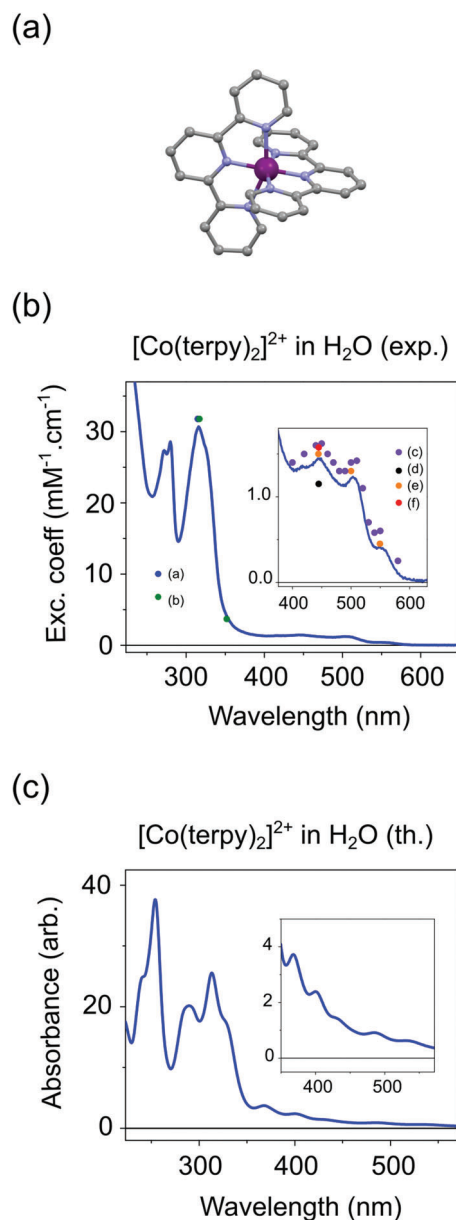 (a)
(b)
[Co(terpy)₂]²⁺ in H₂O (exp.)
Exc. coeff (mM⁻¹.cm⁻¹)
30
20
10
0
(a)
(b)
1.0
0.0
400 500 600
(c)
(d)
(e)
(f)
300 400 500 600
Wavelength (nm)
(c)
[Co(terpy)₂]²⁺ in H₂O (th.)
Absorbance (arb.)
40
20
0
4
2
0
400 500
300 400 500
Wavelength (nm)